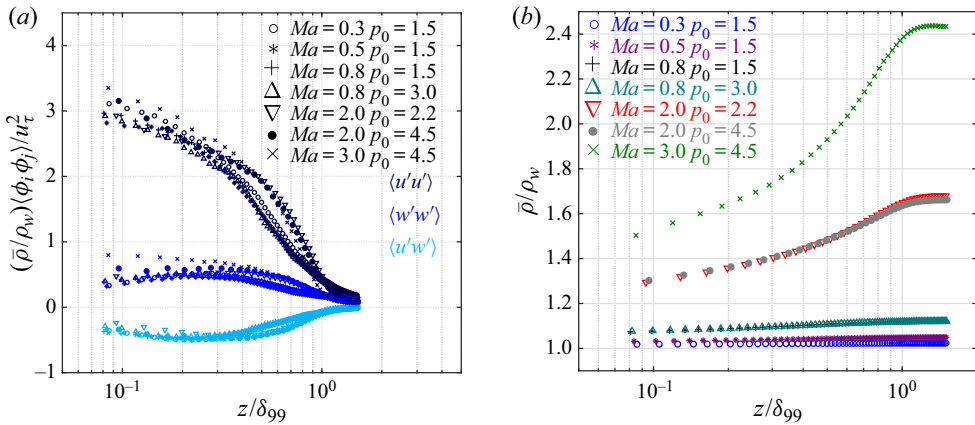 (a)
Ma = 0.3 p₀ = 1.5
Ma = 0.5 p₀ = 1.5
Ma = 0.8 p₀ = 1.5
Ma = 0.8 p₀ = 3.0
Ma = 2.0 p₀ = 2.2
Ma = 2.0 p₀ = 4.5
Ma = 3.0 p₀ = 4.5
⟨u′u′⟩
⟨w′w′⟩
⟨u′w′⟩
4
3
2
1
0
−1
(ρ̄/ρ_w)⟨ϕ_i ϕ_j⟩/u_τ²
10⁻¹
10⁰
z/δ₉₉
(b)
Ma = 0.3 p₀ = 1.5
Ma = 0.5 p₀ = 1.5
Ma = 0.8 p₀ = 1.5
Ma = 0.8 p₀ = 3.0
Ma = 2.0 p₀ = 2.2
Ma = 2.0 p₀ = 4.5
Ma = 3.0 p₀ = 4.5
2.4
2.2
2.0
1.8
1.6
1.4
1.2
1.0
ρ̄/ρ_w
10⁻¹
10⁰
z/δ₉₉